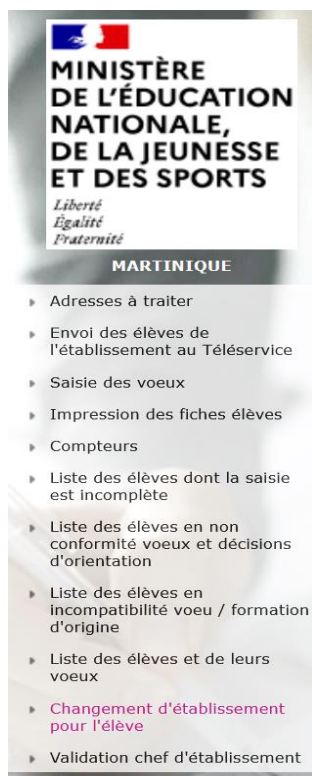 MINISTÈRE
DE L'ÉDUCATION
NATIONALE,
DE LA JEUNESSE
ET DES SPORTS
Liberté
Égalité
Fraternité
MARTINIQUE
Adresses à traiter
Envoi des élèves de
l'établissement au Téléservice
Saisie des voeux
Impression des fiches élèves
Compteurs
Liste des élèves dont la saisie
est incomplète
Liste des élèves en non
conformité voeux et décisions
d'orientation
Liste des élèves en
incompatibilité voeu / formation
d'origine
Liste des élèves et de leurs
voeux
Changement d'établissement
pour l'élève
Validation chef d'établissement